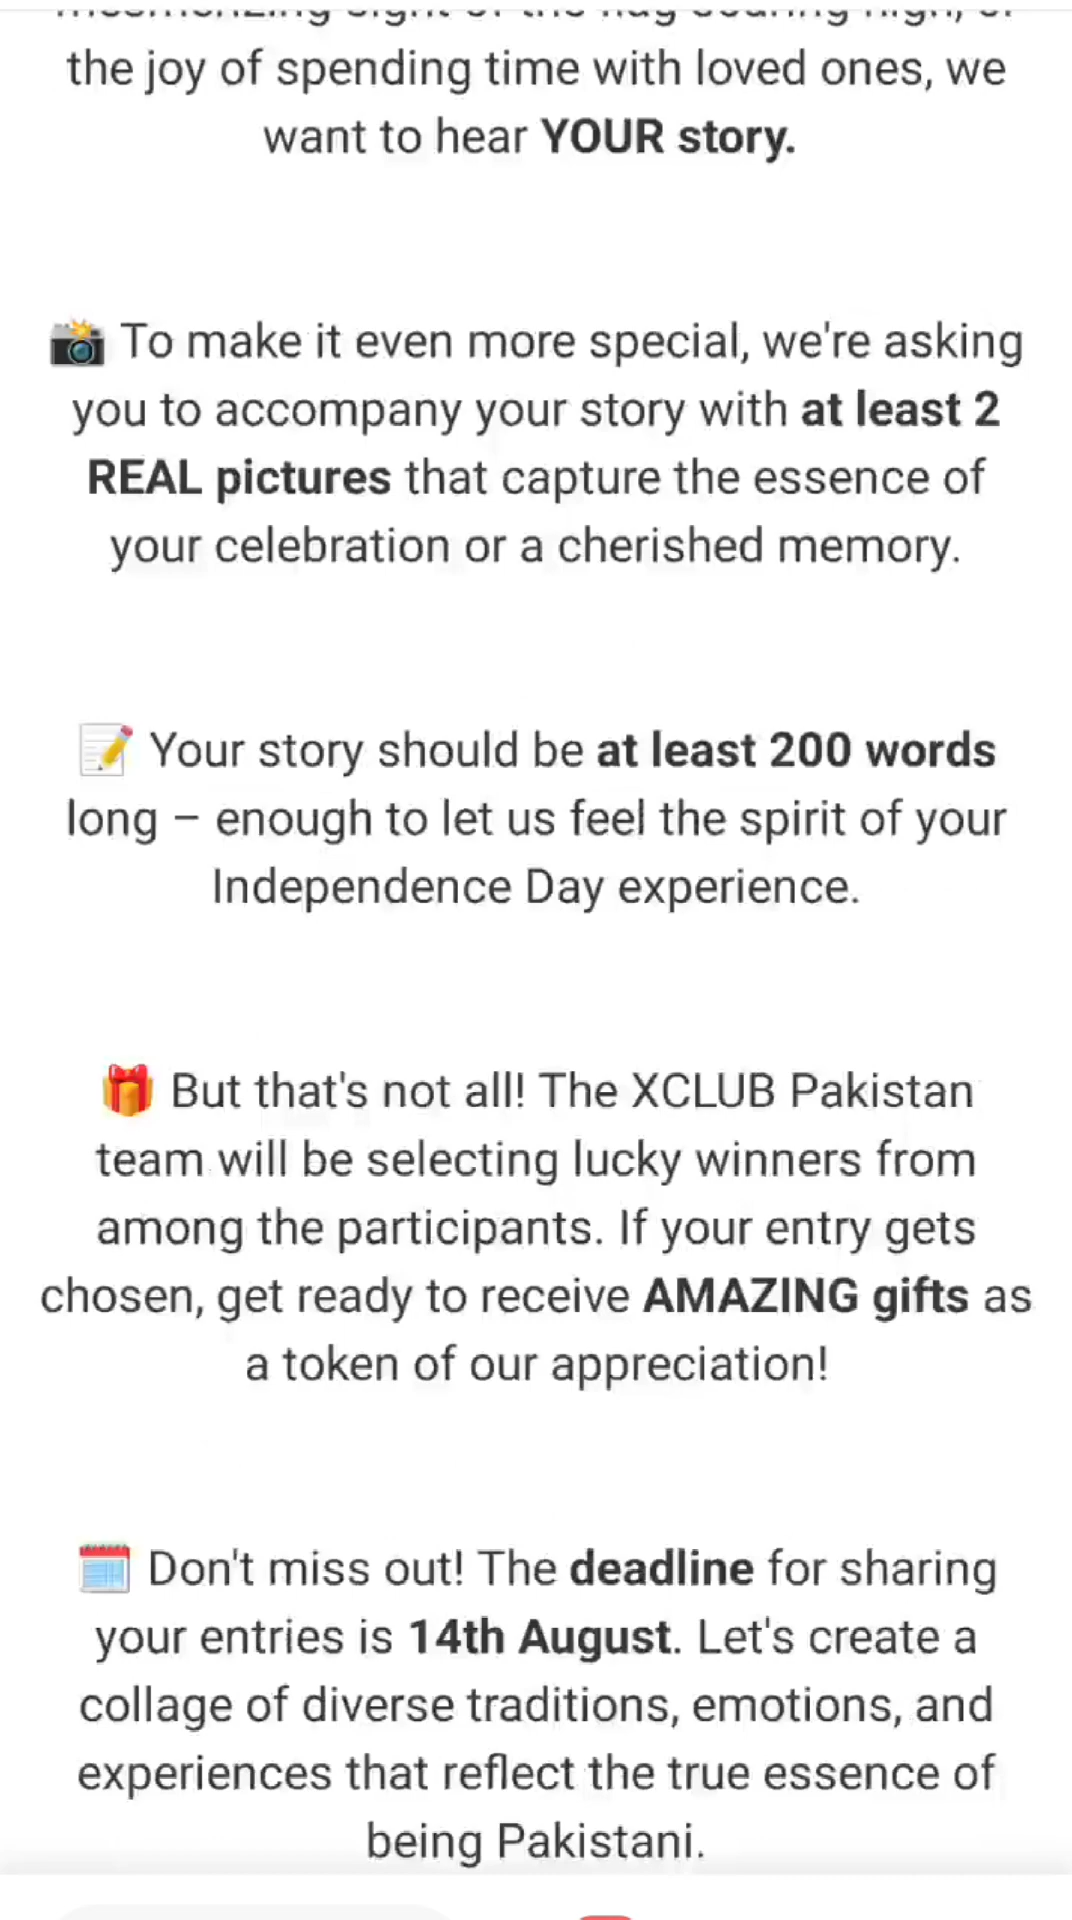 the joy of spending time with loved ones, we
want to hear YOUR story.
📸 To make it even more special, we're asking
you to accompany your story with at least 2
REAL pictures that capture the essence of
your celebration or a cherished memory.
📝 Your story should be at least 200 words
long – enough to let us feel the spirit of your
Independence Day experience.
🎁 But that's not all! The XCLUB Pakistan
team will be selecting lucky winners from
among the participants. If your entry gets
chosen, get ready to receive AMAZING gifts as
a token of our appreciation!
🗓️ Don't miss out! The deadline for sharing
your entries is 14th August. Let's create a
collage of diverse traditions, emotions, and
experiences that reflect the true essence of
being Pakistani.